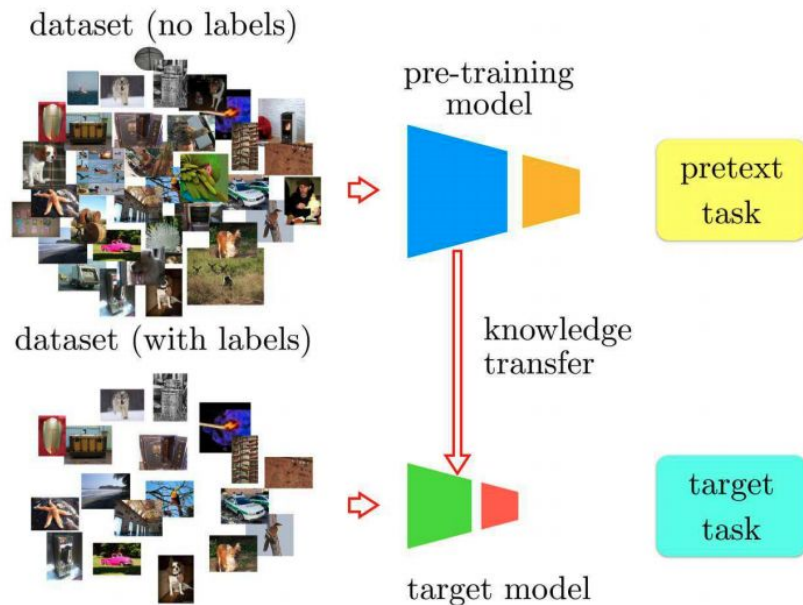 dataset (no labels)
pre-training
model
pretext
task
dataset (with labels)
knowledge
transfer
target
task
target model